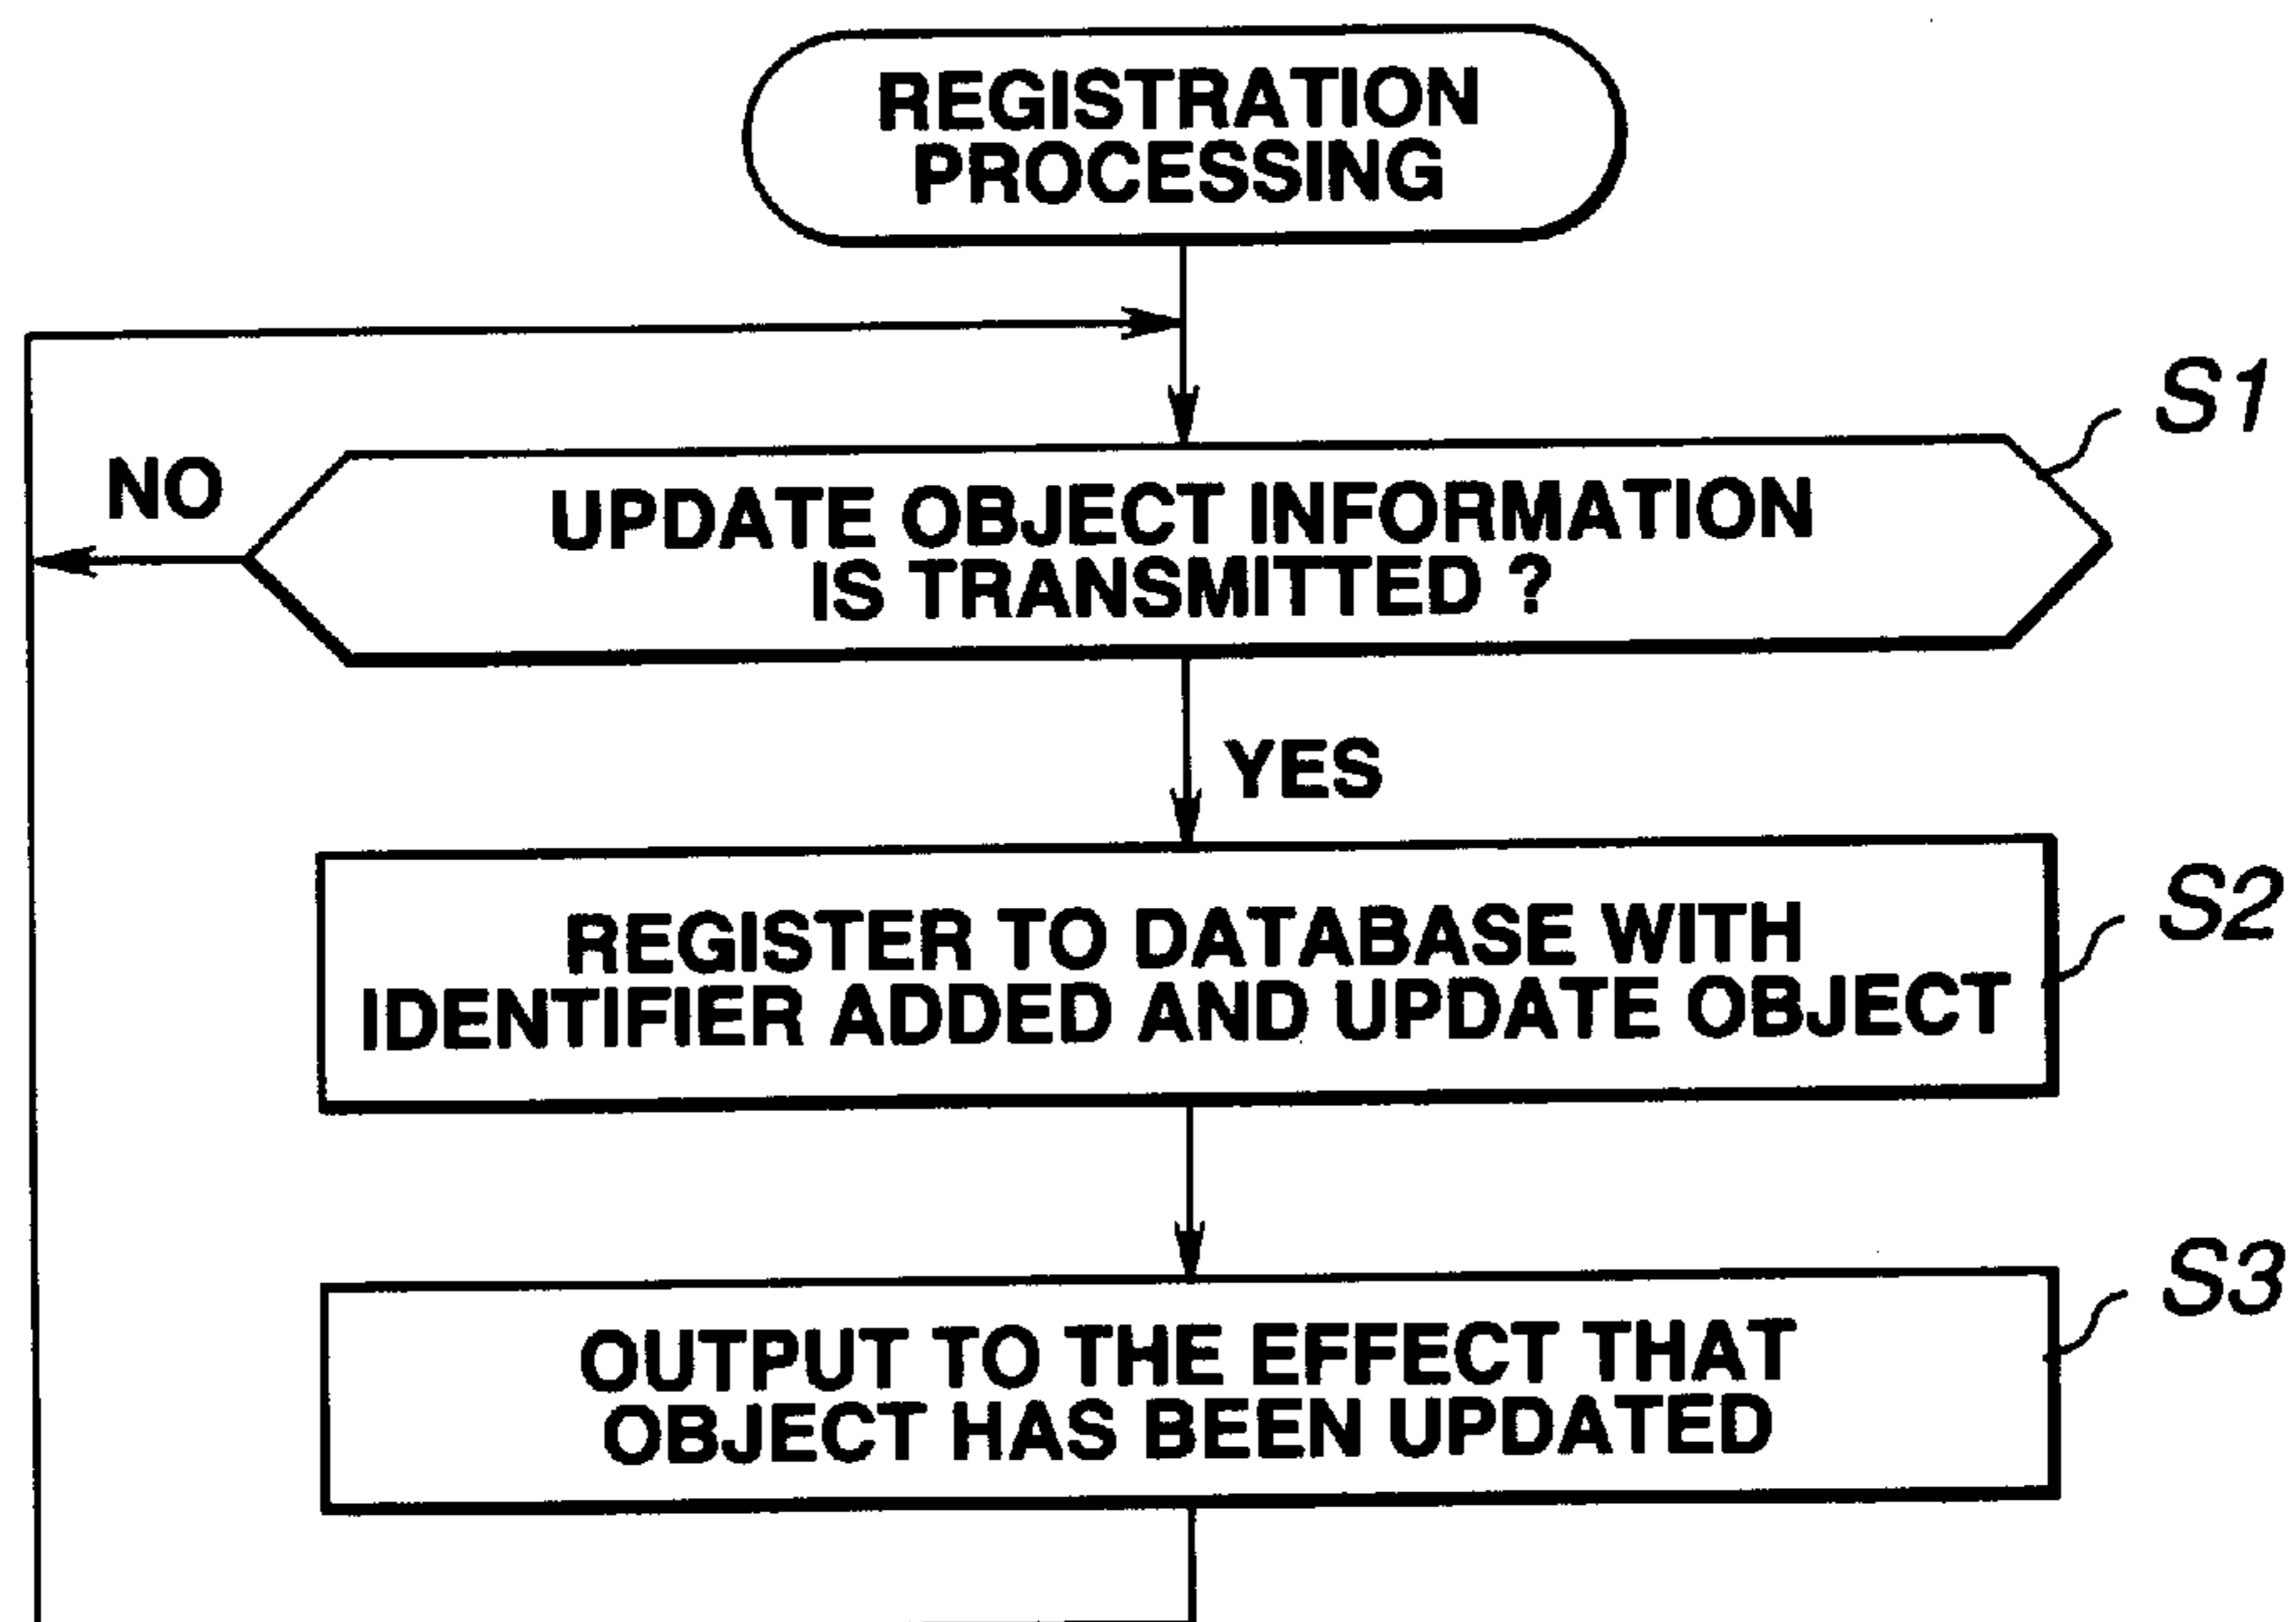 REGISTRATION
PROCESSING
S1
NO
UPDATE OBJECT INFORMATION
IS TRANSMITTED ?
YES
S2
REGISTER TO DATABASE WITH
IDENTIFIER ADDED AND UPDATE OBJECT
S3
OUTPUT TO THE EFFECT THAT
OBJECT HAS BEEN UPDATED